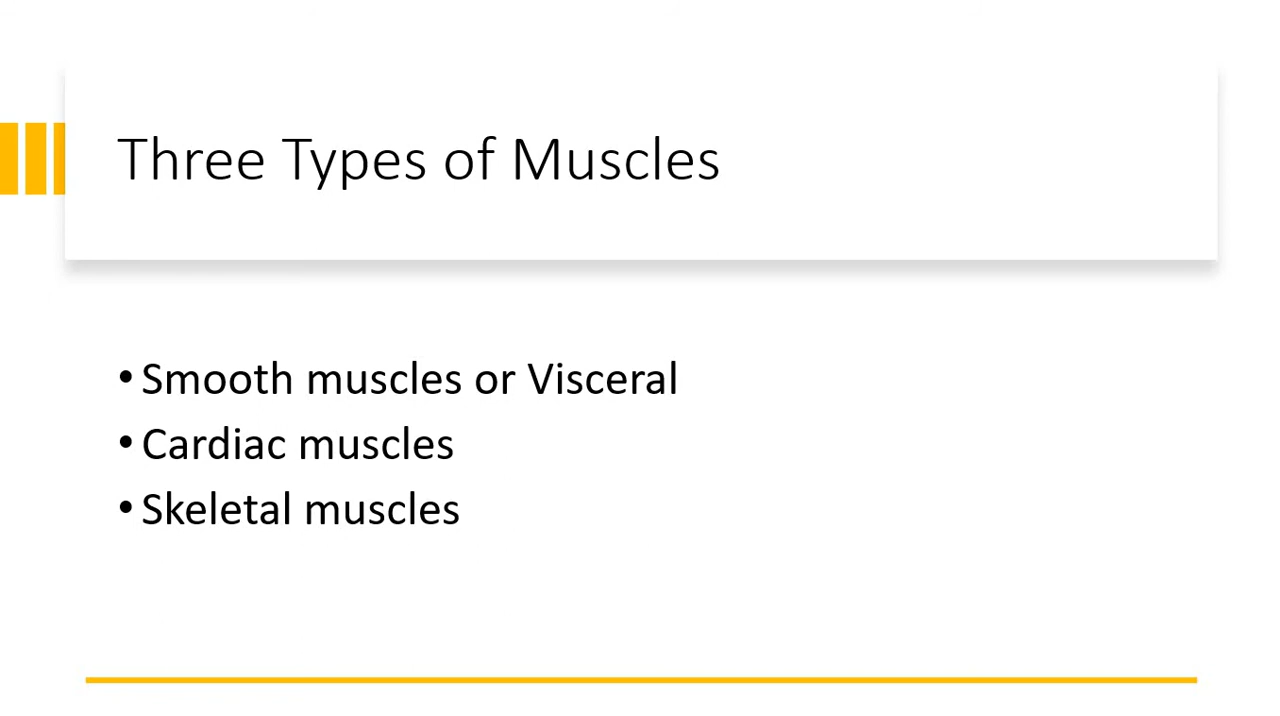 Three Types of Muscles
• Smooth muscles or Visceral
• Cardiac muscles
• Skeletal muscles